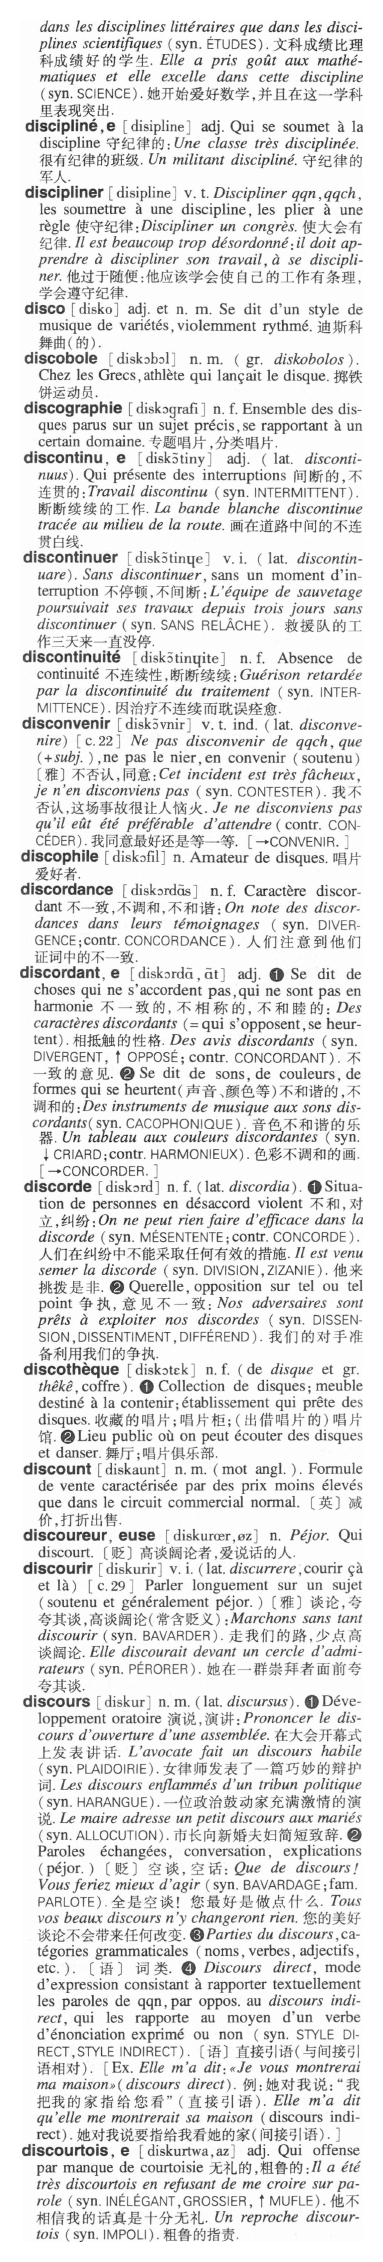 dans les disciplines littéraires que dans les disci-
plines scientifiques (syn. ÉTUDES). 文科成绩比理
科成绩好的学生. Elle a pris goût aux mathé-
matiques et elle excelle dans cette discipline
(syn. SCIENCE). 她开始爱好数学,并且在这一学科
里表现突出.
discipliné, e [disipline] adj. Qui se soumet à la
discipline 守纪律的: Une classe très disciplinée.
很有纪律的班级. Un militant discipliné. 守纪律的
军人.
discipliner [disipline] v. t. Discipliner qqn, qqch,
les soumettre à une discipline, les plier à une
règle 使守纪律: Discipliner un congrès. 使大会有
纪律. Il est beaucoup trop désordonné: il doit ap-
prendre à discipliner son travail, à se discipli-
ner. 他过于随便:他应该学会使自己的工作有条理,
学会遵守纪律.
disco [disko] adj. et n. m. Se dit d'un style de
musique de variétés, violemment rythmé. 迪斯科
舞曲(的).
discobole [diskɔbɔl] n. m. ( gr. diskobolos ).
Chez les Grecs, athlète qui lançait le disque. 掷铁
饼运动员.
discographie [diskɔgrafi] n. f. Ensemble des dis-
ques parus sur un sujet précis, se rapportant à un
certain domaine. 专题唱片,分类唱片.
discontinu, e [diskɔ̃tiny] adj. ( lat. disconti-
nuus). Qui présente des interruptions 间断的,不
连贯的: Travail discontinu (syn. INTERMITTENT).
断断续续的工作. La bande blanche discontinue
tracée au milieu de la route. 画在道路中间的不连
贯白线.
discontinuer [diskɔ̃tinɥe] v. i. ( lat. discontin-
uare). Sans discontinuer, sans un moment d'in-
terruption 不停顿,不间断: L'équipe de sauvetage
poursuivait ses travaux depuis trois jours sans
discontinuer (syn. SANS RELÂCHE). 救援队的工
作三天来一直没停.
discontinuité [diskɔ̃tinɥite] n. f. Absence de
continuité 不连续性,断断续续: Guérison retardée
par la discontinuité du traitement ( syn. INTER-
MITTENCE). 因治疗不连续而耽误痊愈.
disconvenir [diskɔ̃vnir] v. t. ind. (lat. disconve-
nire) [c. 22] Ne pas disconvenir de qqch, que
(+subj. ), ne pas le nier, en convenir (soutenu)
〔雅〕不否认,同意: Cet incident est très fâcheux,
je n'en disconviens pas ( syn. CONTESTER). 我不
否认,这场事故很让人恼火. Je ne disconviens pas
qu'il eût été préférable d'attendre ( contr. CON-
CÉDER). 我同意最好还是等一等. [→CONVENIR. ]
discophile [diskɔfil] n. Amateur de disques. 唱片
爱好者.
discordance [diskɔrdɑ̃s] n. f. Caractère discor-
dant 不一致,不调和,不和谐: On note des discor-
dances dans leurs témoignages ( syn. DIVER-
GENCE; contr. CONCORDANCE). 人们注意到他们
证词中的不一致.
discordant, e [diskɔrdɑ̃, ɑ̃t] adj. ❶ Se dit de
choses qui ne s'accordent pas, qui ne sont pas en
harmonie 不一致的,不相称的,不和睦的: Des
caractères discordants (= qui s'opposent, se heur-
tent). 相抵触的性格. Des avis discordants (syn.
DIVERGENT, ↑ OPPOSÉ; contr. CONCORDANT). 不
一致的意见. ❷ Se dit de sons, de couleurs, de
formes qui se heurtent(声音、颜色等)不和谐的,不
调和的: Des instruments de musique aux sons dis-
cordants(syn. CACOPHONIQUE). 音色不和谐的乐
器. Un tableau aux couleurs discordantes ( syn.
↓ CRIARD; contr. HARMONIEUX). 色彩不调和的画.
[→CONCORDER. ]
discorde [diskɔrd] n. f. (lat. discordia). ❶ Situa-
tion de personnes en désaccord violent 不和,对
立,纠纷: On ne peut rien faire d'efficace dans la
discorde (syn. MÉSENTENTE; contr. CONCORDE).
人们在纠纷中不能采取任何有效的措施. Il est venu
semer la discorde (syn. DIVISION, ZIZANIE). 他来
挑拨是非. ❷ Querelle, opposition sur tel ou tel
point 争执, 意见不一致: Nos adversaires sont
prêts à exploiter nos discordes ( syn. DISSEN-
SION, DISSENTIMENT, DIFFÉREND). 我们的对手准
备利用我们的争执.
discothèque [diskɔtɛk] n. f. ( de disque et gr.
thêkê, coffre). ❶ Collection de disques; meuble
destiné à la contenir; établissement qui prête des
disques. 收藏的唱片;唱片柜;(出借唱片的)唱片
馆. ❷ Lieu public où on peut écouter des disques
et danser. 舞厅;唱片俱乐部.
discount [diskaunt] n. m. (mot angl. ). Formule
de vente caractérisée par des prix moins élevés
que dans le circuit commercial normal. 〔英〕减
价,打折出售.
discoureur, euse [diskurœr, øz] n. Péjor. Qui
discourt. 〔贬〕高谈阔论者,爱说话的人.
discourir [diskurir] v. i. (lat. discurrere, courir çà
et là) [c. 29] Parler longuement sur un sujet
(soutenu et généralement péjor. )〔雅〕谈论,夸
夸其谈,高谈阔论(常含贬义): Marchons sans tant
discourir (syn. BAVARDER). 走我们的路,少点高
谈阔论. Elle discourait devant un cercle d'admi-
rateurs (syn. PÉRORER). 她在一群崇拜者面前夸
夸其谈.
discours [diskur] n. m. (lat. discursus). ❶ Déve-
loppement oratoire 演说,演讲: Prononcer le dis-
cours d'ouverture d'une assemblée. 在大会开幕式
上发表讲话. L'avocate fait un discours habile
(syn. PLAIDOIRIE). 女律师发表了一篇巧妙的辩护
词. Les discours enflammés d'un tribun politique
(syn. HARANGUE). 一位政治鼓动家充满激情的演
说. Le maire adresse un petit discours aux mariés
(syn. ALLOCUTION). 市长向新婚夫妇简短致辞. ❷
Paroles échangées, conversation, explications
(péjor. )〔贬〕空谈,空话: Que de discours!
Vous feriez mieux d'agir (syn. BAVARDAGE; fam.
PARLOTE). 全是空谈! 您最好是做点什么. Tous
vos beaux discours n'y changeront rien. 您的美好
谈论不会带来任何改变. ❸ Parties du discours, ca-
tégories grammaticales ( noms, verbes, adjectifs,
etc. ). 〔语〕词类. ❹ Discours direct, mode
d'expression consistant à rapporter textuellement
les paroles de qqn, par oppos. au discours indi-
rect, qui les rapporte au moyen d'un verbe
d'énonciation exprimé ou non ( syn. STYLE DI-
RECT, STYLE INDIRECT). 〔语〕直接引语(与间接引
语相对). [Ex. Elle m'a dit: «Je vous montrerai
ma maison» (discours direct). 例:她对我说:“我
把我的家指给您看”(直接引语). Elle m'a dit
qu'elle me montrerait sa maison (discours indi-
rect). 她对我说要指给我看她的家(间接引语). ]
discourtois, e [diskurtwa, az] adj. Qui offense
par manque de courtoisie 无礼的,粗鲁的: Il a été
très discourtois en refusant de me croire sur pa-
role (syn. INÉLÉGANT, GROSSIER, ↑ MUFLE). 他不
相信我的话真是十分无礼. Un reproche discour-
tois (syn. IMPOLI). 粗鲁的指责.